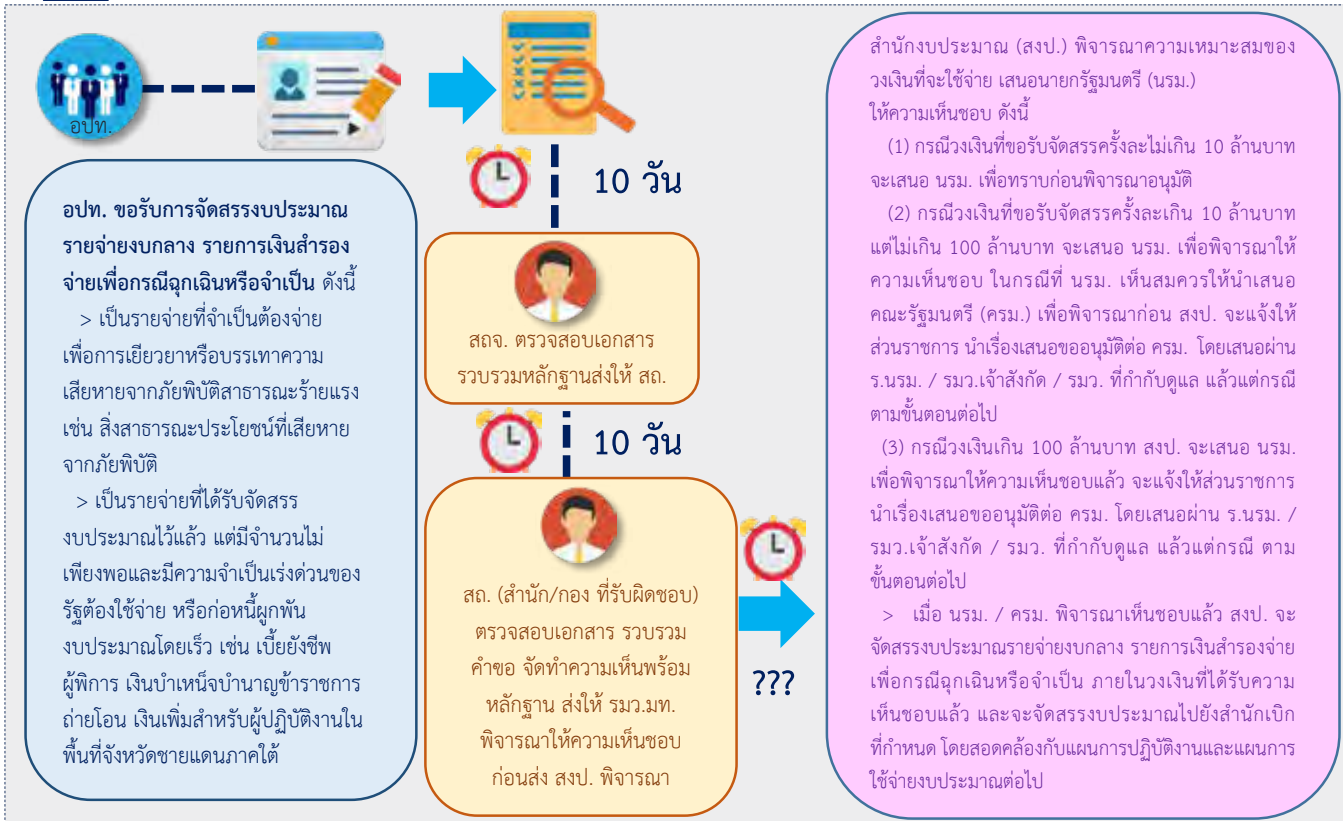 อปท.
อปท. ขอรับการจัดสรรงบประมาณ
รายจ่ายงบกลาง รายการเงินสำรอง
จ่ายเพื่อกรณีฉุกเฉินหรือจำเป็น ดังนี้
> เป็นรายจ่ายที่จำเป็นต้องจ่าย
เพื่อการเยียวยาหรือบรรเทาความ
เสียหายจากภัยพิบัติสาธารณะร้ายแรง
เช่น สิ่งสาธารณะประโยชน์ที่เสียหาย
จากภัยพิบัติ
> เป็นรายจ่ายที่ได้รับจัดสรร
งบประมาณไว้แล้ว แต่มีจำนวนไม่
เพียงพอและมีความจำเป็นเร่งด่วนของ
รัฐต้องใช้จ่าย หรือก่อหนี้ผูกพัน
งบประมาณโดยเร็ว เช่น เบี้ยยังชีพ
ผู้พิการ เงินบำเหน็จบำนาญข้าราชการ
ถ่ายโอน เงินเพิ่มสำหรับผู้ปฏิบัติงานใน
พื้นที่จังหวัดชายแดนภาคใต้
10 วัน
สถจ. ตรวจสอบเอกสาร
รวบรวมหลักฐานส่งให้ สถ.
10 วัน
สถ. (สำนัก/กอง ที่รับผิดชอบ)
ตรวจสอบเอกสาร รวบรวม
คำขอ จัดทำความเห็นพร้อม
หลักฐาน ส่งให้ รมว.มท.
พิจารณาให้ความเห็นชอบ
ก่อนส่ง สงป. พิจารณา
???
สำนักงบประมาณ (สงป.) พิจารณาความเหมาะสมของ
วงเงินที่จะใช้จ่าย เสนอนายกรัฐมนตรี (นรม.)
ให้ความเห็นชอบ ดังนี้
(1) กรณีวงเงินที่ขอรับจัดสรรครั้งละไม่เกิน 10 ล้านบาท
จะเสนอ นรม. เพื่อทราบก่อนพิจารณาอนุมัติ
(2) กรณีวงเงินที่ขอรับจัดสรรครั้งละเกิน 10 ล้านบาท
แต่ไม่เกิน 100 ล้านบาท จะเสนอ นรม. เพื่อพิจารณาให้
ความเห็นชอบ ในกรณีที่ นรม. เห็นสมควรให้นำเสนอ
คณะรัฐมนตรี (ครม.) เพื่อพิจารณาก่อน สงป. จะแจ้งให้
ส่วนราชการ นำเรื่องเสนอขออนุมัติต่อ ครม. โดยเสนอผ่าน
ร.นรม. / รมว.เจ้าสังกัด / รมว. ที่กำกับดูแล แล้วแต่กรณี
ตามขั้นตอนต่อไป
(3) กรณีวงเงินเกิน 100 ล้านบาท สงป. จะเสนอ นรม.
เพื่อพิจารณาให้ความเห็นชอบแล้ว จะแจ้งให้ส่วนราชการ
นำเรื่องเสนอขออนุมัติต่อ ครม. โดยเสนอผ่าน ร.นรม. /
รมว.เจ้าสังกัด / รมว. ที่กำกับดูแล แล้วแต่กรณี ตาม
ขั้นตอนต่อไป
> เมื่อ นรม. / ครม. พิจารณาเห็นชอบแล้ว สงป. จะ
จัดสรรงบประมาณรายจ่ายงบกลาง รายการเงินสำรองจ่าย
เพื่อกรณีฉุกเฉินหรือจำเป็น ภายในวงเงินที่ได้รับความ
เห็นชอบแล้ว และจะจัดสรรงบประมาณไปยังสำนักเบิก
ที่กำหนด โดยสอดคล้องกับแผนการปฏิบัติงานและแผนการ
ใช้จ่ายงบประมาณต่อไป